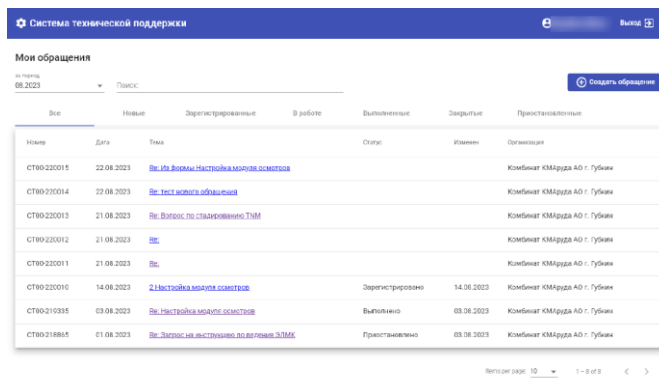 Система технической поддержки Выход
Мои обращения
за период
08.2023 Поиск Создать обращение
Все Новые Зарегистрированные В работе Выполненные Закрытые Приостановленные
Номер Дата Тема Статус Изменен Организация
СТ00-220015 22.08.2023 Re: Из формы Настройка модуля осмотров Комбинат КМАруда АО г. Губкин
СТ00-220014 22.08.2023 Re: тест нового обращения Комбинат КМАруда АО г. Губкин
СТ00-220013 21.08.2023 Re: Вопрос по стадированию TNM Комбинат КМАруда АО г. Губкин
СТ00-220012 21.08.2023 Re: Комбинат КМАруда АО г. Губкин
СТ00-220011 21.08.2023 Re: Комбинат КМАруда АО г. Губкин
СТ00-220010 14.08.2023 2 Настройка модуля осмотров Зарегистрировано 14.08.2023 Комбинат КМАруда АО г. Губкин
СТ00-219335 03.08.2023 Re: Настройка модуля осмотров Выполнено 03.08.2023 Комбинат КМАруда АО г. Губкин
СТ00-218865 01.08.2023 Re: Запрос на инструкцию по ведения ЭЛМК Приостановлено 03.08.2023 Комбинат КМАруда АО г. Губкин
Items per page: 10 1 – 8 of 8